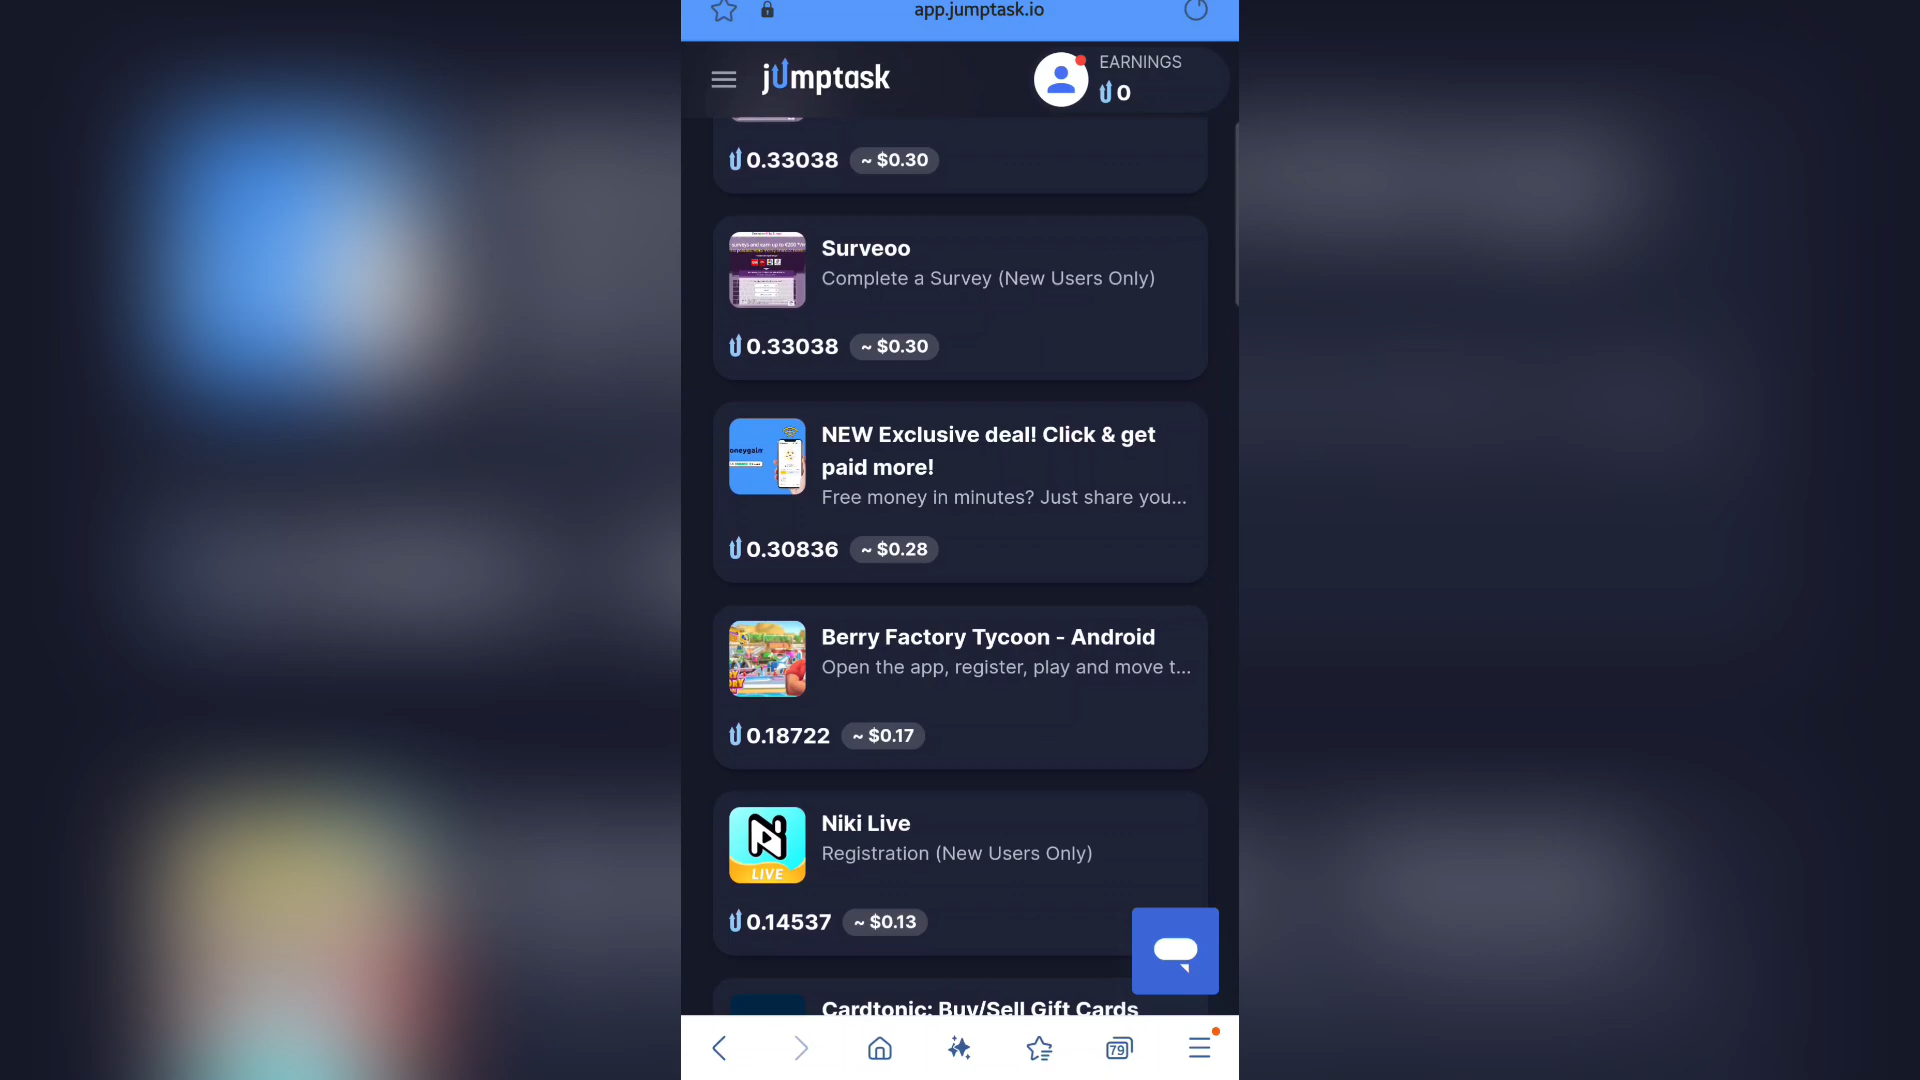 app.jumptask.io
jumptask
EARNINGS
0
0.33038 ~ $0.30
Surveoo
Complete a Survey (New Users Only)
0.33038 ~ $0.30
NEW Exclusive deal! Click & get
paid more!
Free money in minutes? Just share you...
0.30836 ~ $0.28
Berry Factory Tycoon - Android
Open the app, register, play and move t...
0.18722 ~ $0.17
Niki Live
Registration (New Users Only)
LIVE
0.14537 ~ $0.13
Cardtonic: Buy/Sell Gift Cards
79